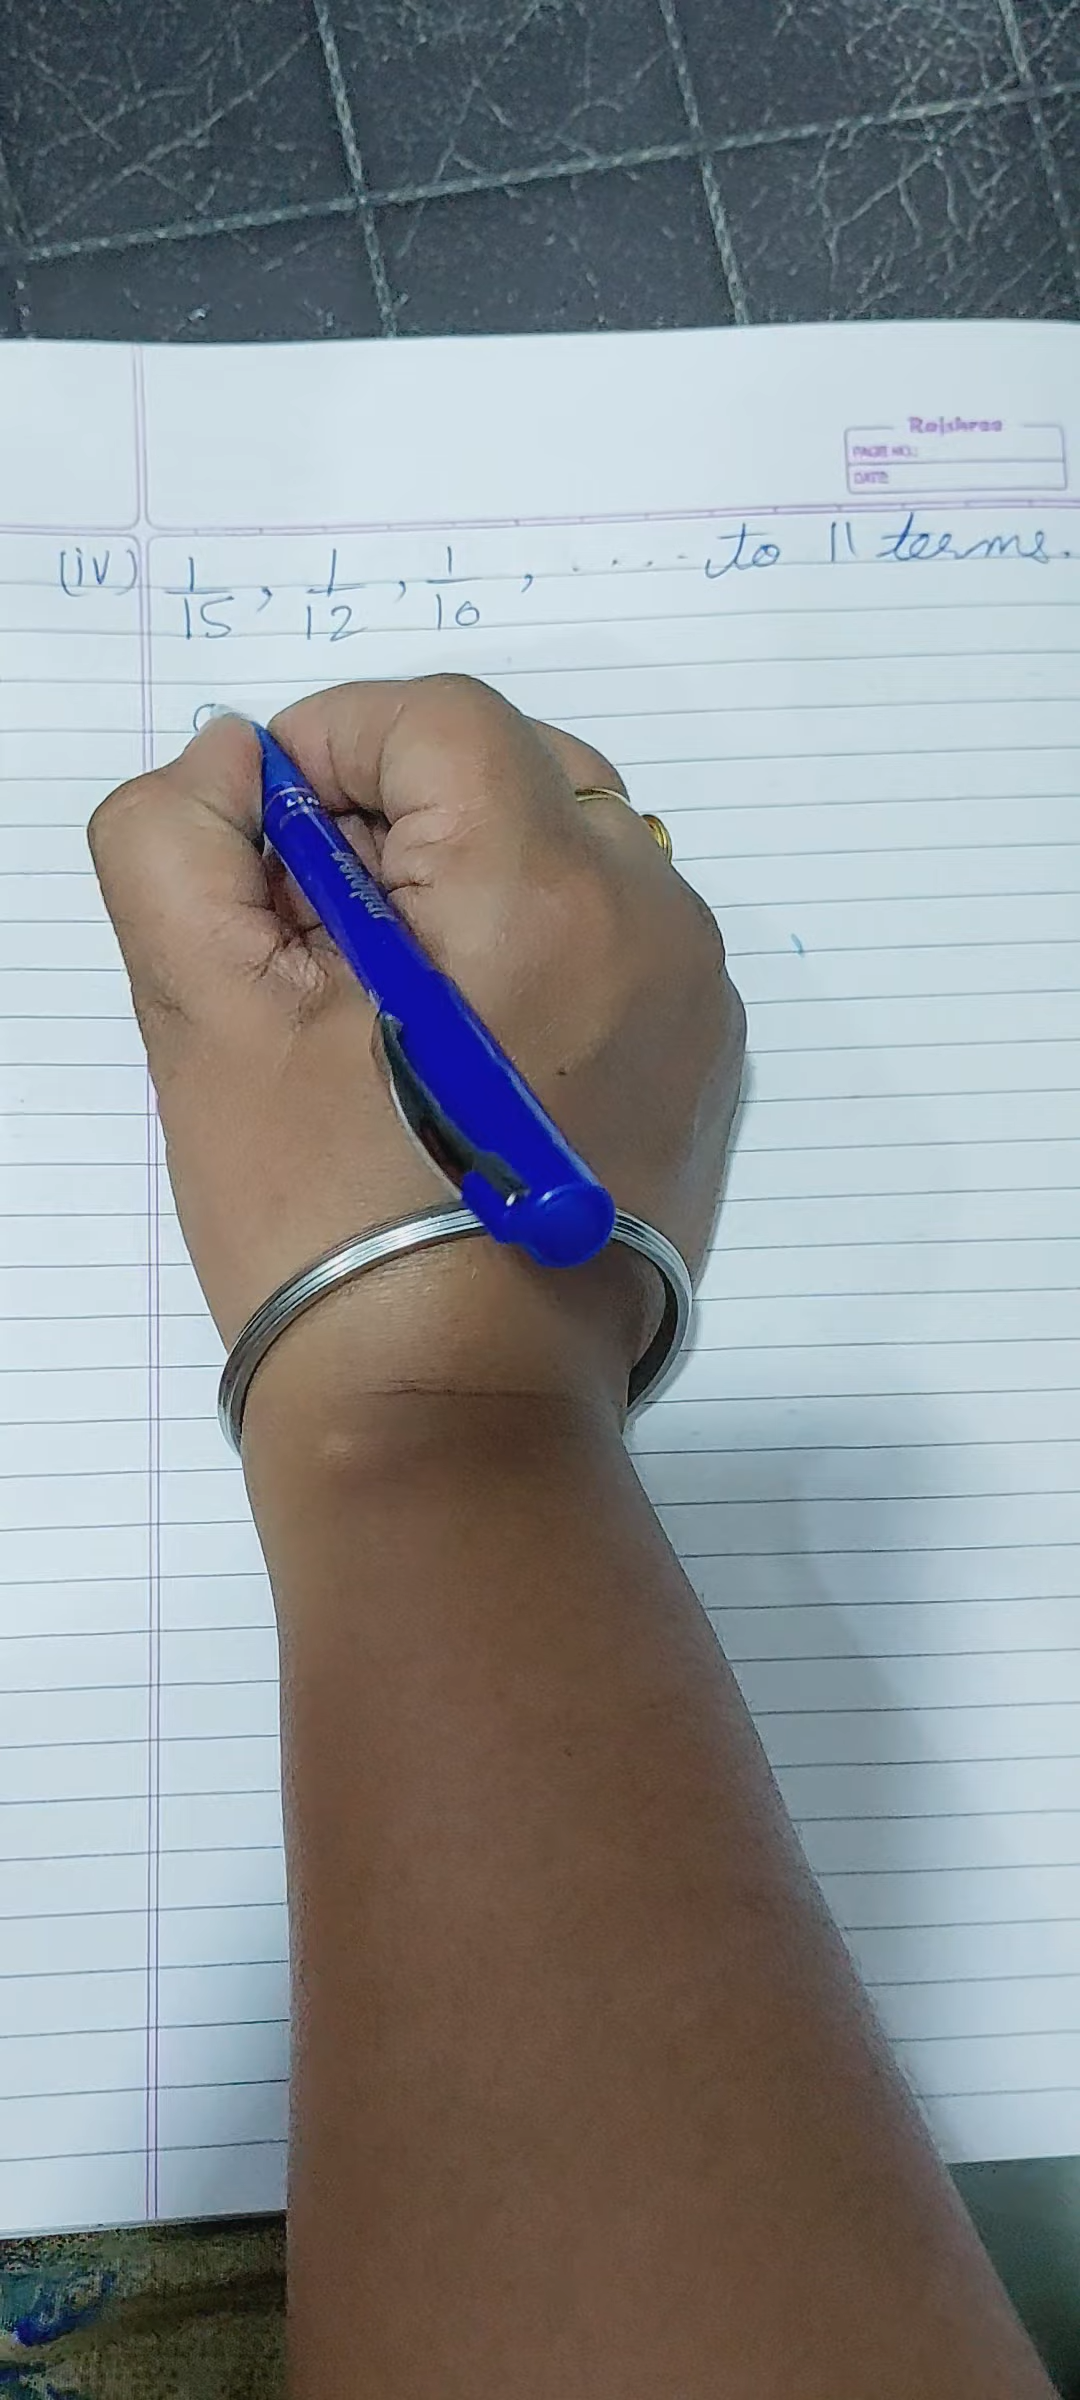 Rajshree
PAGE NO.:
DATE:
(iv) 1/15, 1/12, 1/10, .... to 11 terms.
a